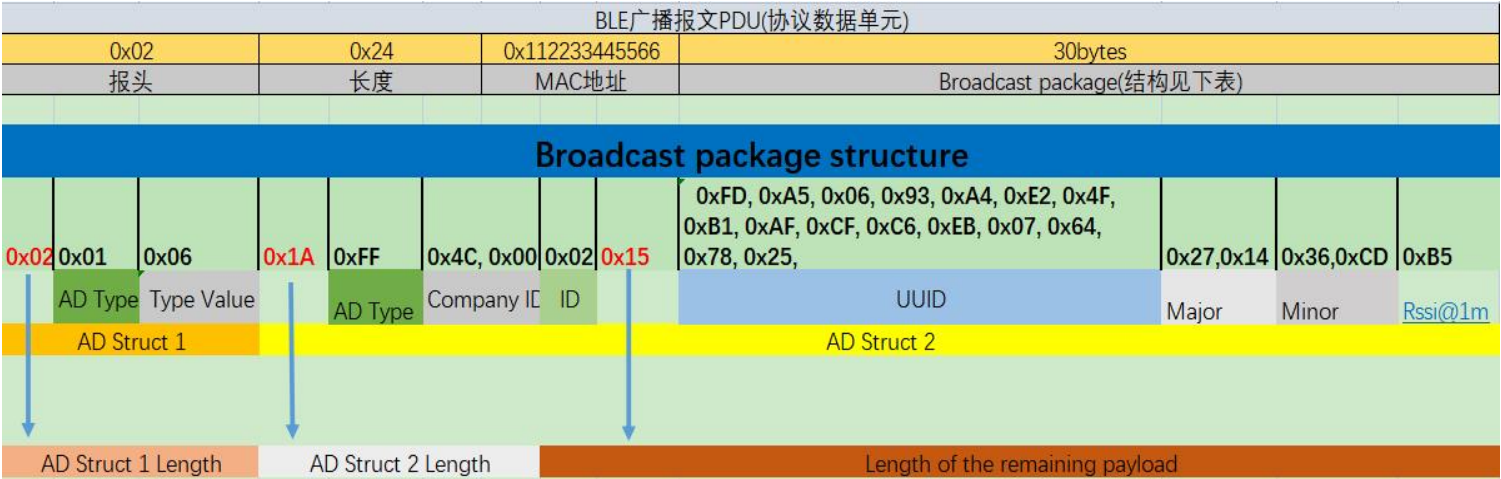 BLE广播报文PDU(协议数据单元)
0x02 0x24 0x112233445566 30bytes
报头 长度 MAC地址 Broadcast package(结构见下表)
Broadcast package structure
0xFD, 0xA5, 0x06, 0x93, 0xA4, 0xE2, 0x4F,
0xB1, 0xAF, 0xCF, 0xC6, 0xEB, 0x07, 0x64,
0x02 0x01 0x06 0x1A 0xFF 0x4C, 0x00 0x02 0x15 0x78, 0x25, 0x27,0x14 0x36,0xCD 0xB5
AD Type Type Value AD Type Company ID ID UUID Major Minor Rssi@1m
AD Struct 1 AD Struct 2
AD Struct 1 Length AD Struct 2 Length Length of the remaining payload